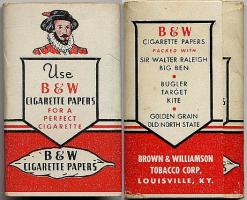 Use
B & W
CIGARETTE PAPERS
FOR A
PERFECT
CIGARETTE
B & W
CIGARETTE PAPERS
B & W
CIGARETTE PAPERS
PACKED WITH
SIR WALTER RALEIGH
BIG BEN
•
BUGLER
TARGET
KITE
•
GOLDEN GRAIN
OLD NORTH STATE
BROWN & WILLIAMSON
TOBACCO CORP.
LOUISVILLE, KY.